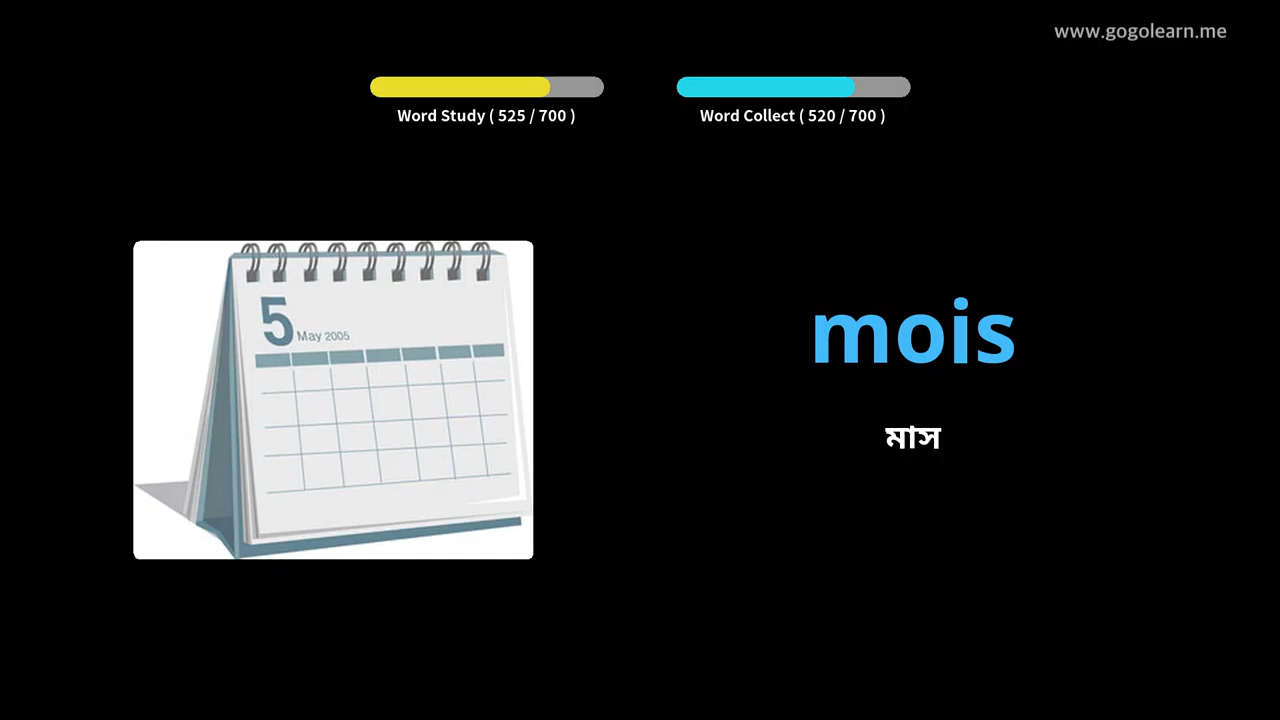 www.gogolearn.me
Word Study ( 525 / 700 )
Word Collect ( 520 / 700 )
5 May 2005
mois
মাস